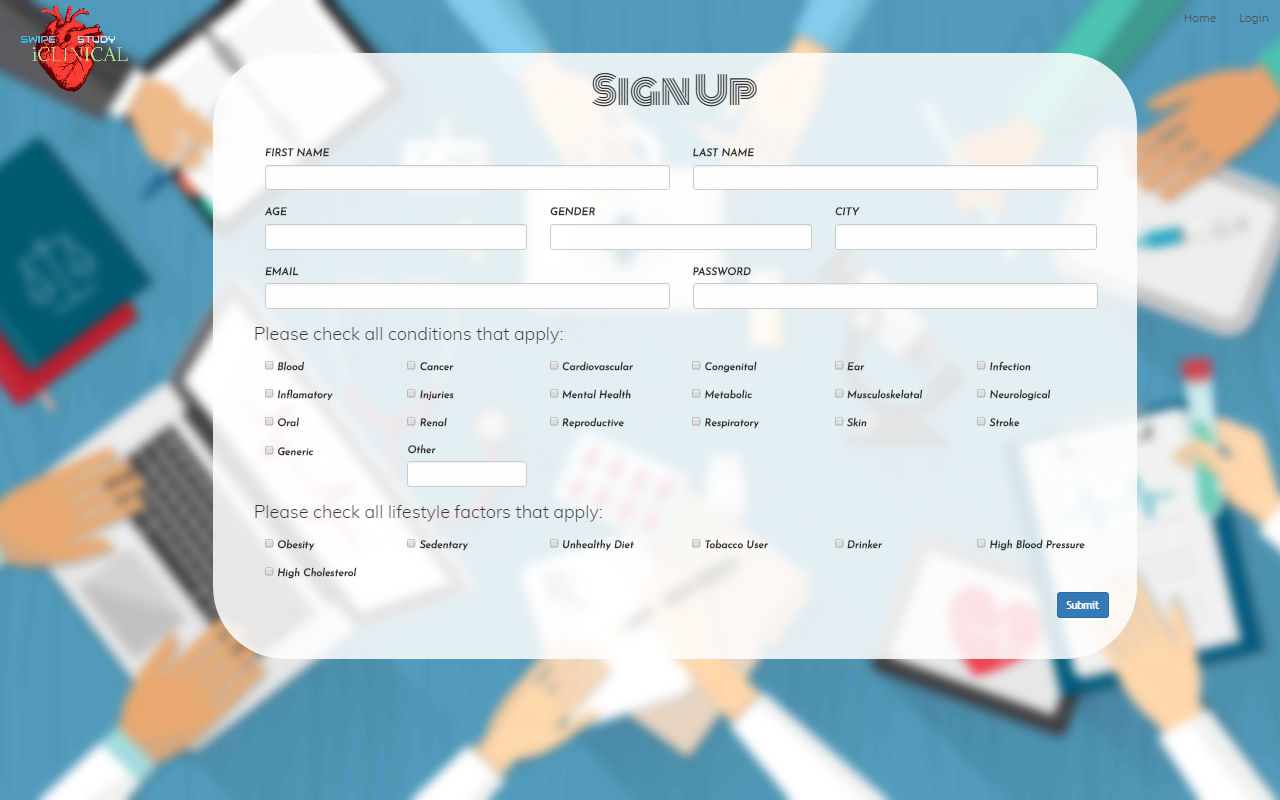 Home Login
SWIPE STUDY
iCLINICAL
SIGNUP
FIRST NAME LAST NAME
AGE GENDER CITY
EMAIL PASSWORD
Please check all conditions that apply:
Blood Cancer Cardiovascular Congenital Ear Infection
Inflamatory Injuries Mental Health Metabolic Musculoskelatal Neurological
Oral Renal Reproductive Respiratory Skin Stroke
Generic Other
Please check all lifestyle factors that apply:
Obesity Sedentary Unhealthy Diet Tobacco User Drinker High Blood Pressure
High Cholesterol
Submit